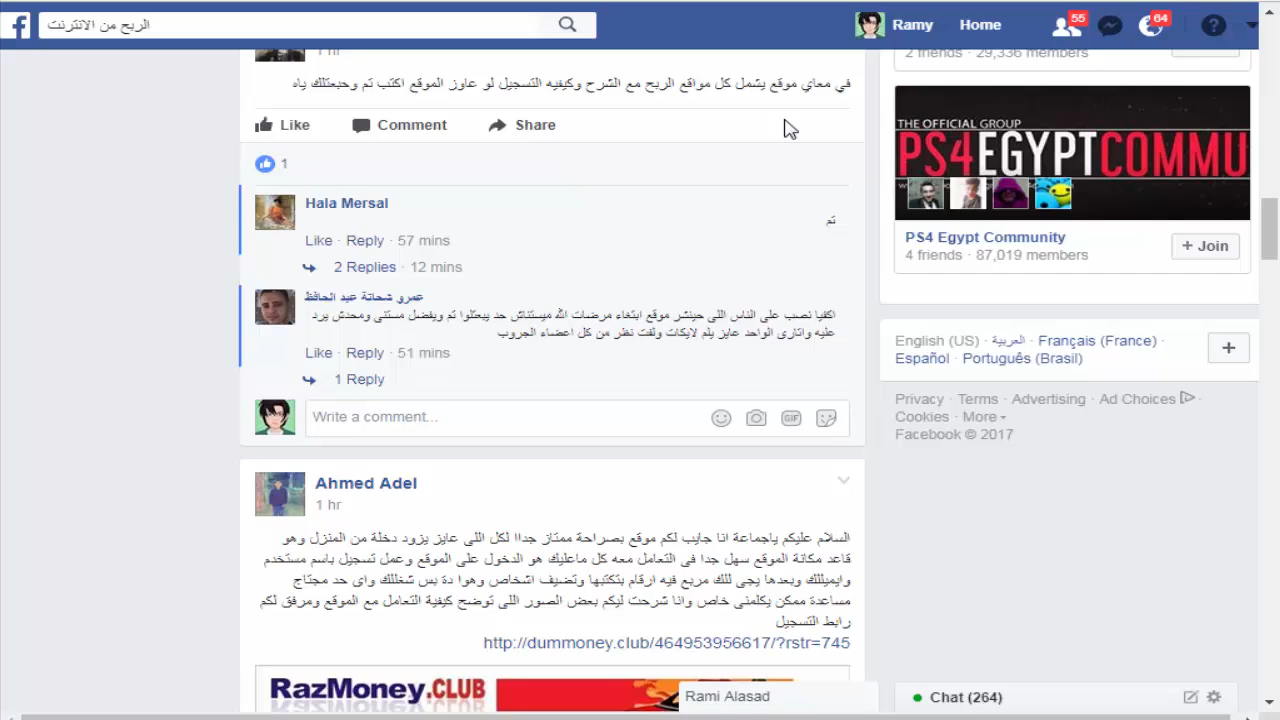 f
الربح من الانترنت
Ramy
Home
55
64
?
1 hr
2 friends · 29,336 members
في معاي موقع يشمل كل مواقع الربح مع الشرح وكيفيه التسجيل لو عاوز الموقع اكتب تم وحبعتلك ياه
Like
Comment
Share
1
Hala Mersal
تم
Like · Reply · 57 mins
2 Replies · 12 mins
عمرو شحاتة عبد الحافظ
اكفيا نصب على الناس اللى حينشر موقع ابتغاء مرضات الله ميستناش حد يبعتلوا تم ويفضل مستنى ومحدش يرد
عليه واتارى الواحد عايز يلم لايكات ولفت نظر من كل اعضاء الجروب
Like · Reply · 51 mins
1 Reply
Write a comment...
GIF
Ahmed Adel
1 hr
السلام عليكم ياجماعة انا جايب لكم موقع بصراحة ممتاز جداا لكل اللى عايز يزود دخلة من المنزل وهو
قاعد مكانة الموقع سهل جدا فى التعامل معه كل ماعليك هو الدخول على الموقع وعمل تسجيل باسم مستخدم
وايميللك وبعدها يجى للك مربع فيه ارقام بتكتبها وتضيف اشخاص وهوا دة بس شغللك واى حد مجتاج
مساعدة ممكن يكلمنى خاص وانا شرحت ليكم بعض الصور اللى توضح كيفية التعامل مع الموقع ومرفق لكم
رابط التسجيل
http://dummoney.club/464953956617/?rstr=745
RazMoney.CLUB
THE OFFICIAL GROUP
PS4EGYPTCOMMU
PS4 Egypt Community
4 friends · 87,019 members
+ Join
English (US) · العربية · Français (France) ·
Español · Português (Brasil)
+
Privacy · Terms · Advertising · Ad Choices ·
Cookies · More
Facebook © 2017
Rami Alasad
Chat (264)